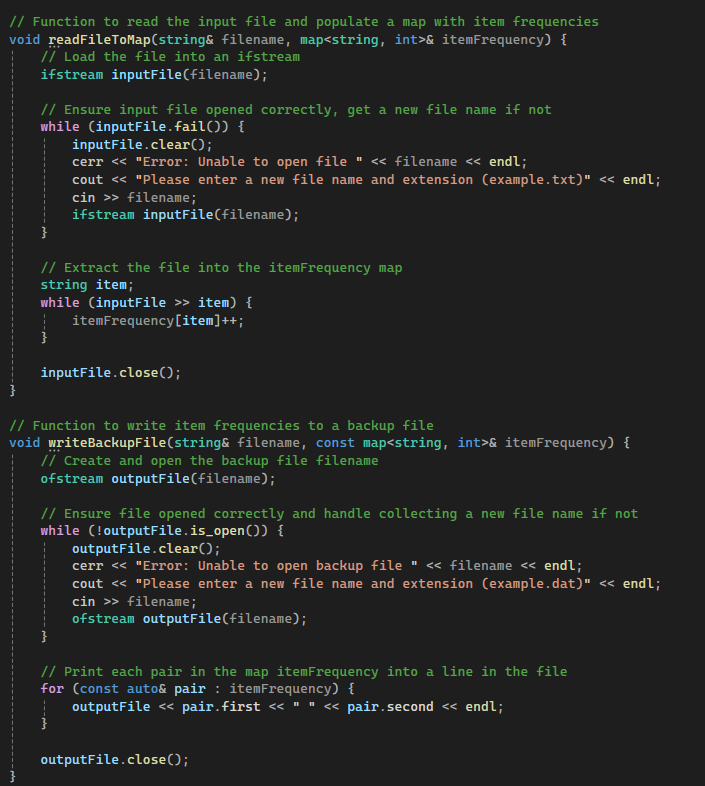 // Function to read the input file and populate a map with item frequencies
void readFileToMap(string& filename, map<string, int>& itemFrequency) {
    // Load the file into an ifstream
    ifstream inputFile(filename);

    // Ensure input file opened correctly, get a new file name if not
    while (inputFile.fail()) {
        inputFile.clear();
        cerr << "Error: Unable to open file " << filename << endl;
        cout << "Please enter a new file name and extension (example.txt)" << endl;
        cin >> filename;
        ifstream inputFile(filename);
    }

    // Extract the file into the itemFrequency map
    string item;
    while (inputFile >> item) {
        itemFrequency[item]++;
    }

    inputFile.close();
}

// Function to write item frequencies to a backup file
void writeBackupFile(string& filename, const map<string, int>& itemFrequency) {
    // Create and open the backup file filename
    ofstream outputFile(filename);

    // Ensure file opened correctly and handle collecting a new file name if not
    while (!outputFile.is_open()) {
        outputFile.clear();
        cerr << "Error: Unable to open backup file " << filename << endl;
        cout << "Please enter a new file name and extension (example.dat)" << endl;
        cin >> filename;
        ofstream outputFile(filename);
    }

    // Print each pair in the map itemFrequency into a line in the file
    for (const auto& pair : itemFrequency) {
        outputFile << pair.first << " " << pair.second << endl;
    }

    outputFile.close();
}